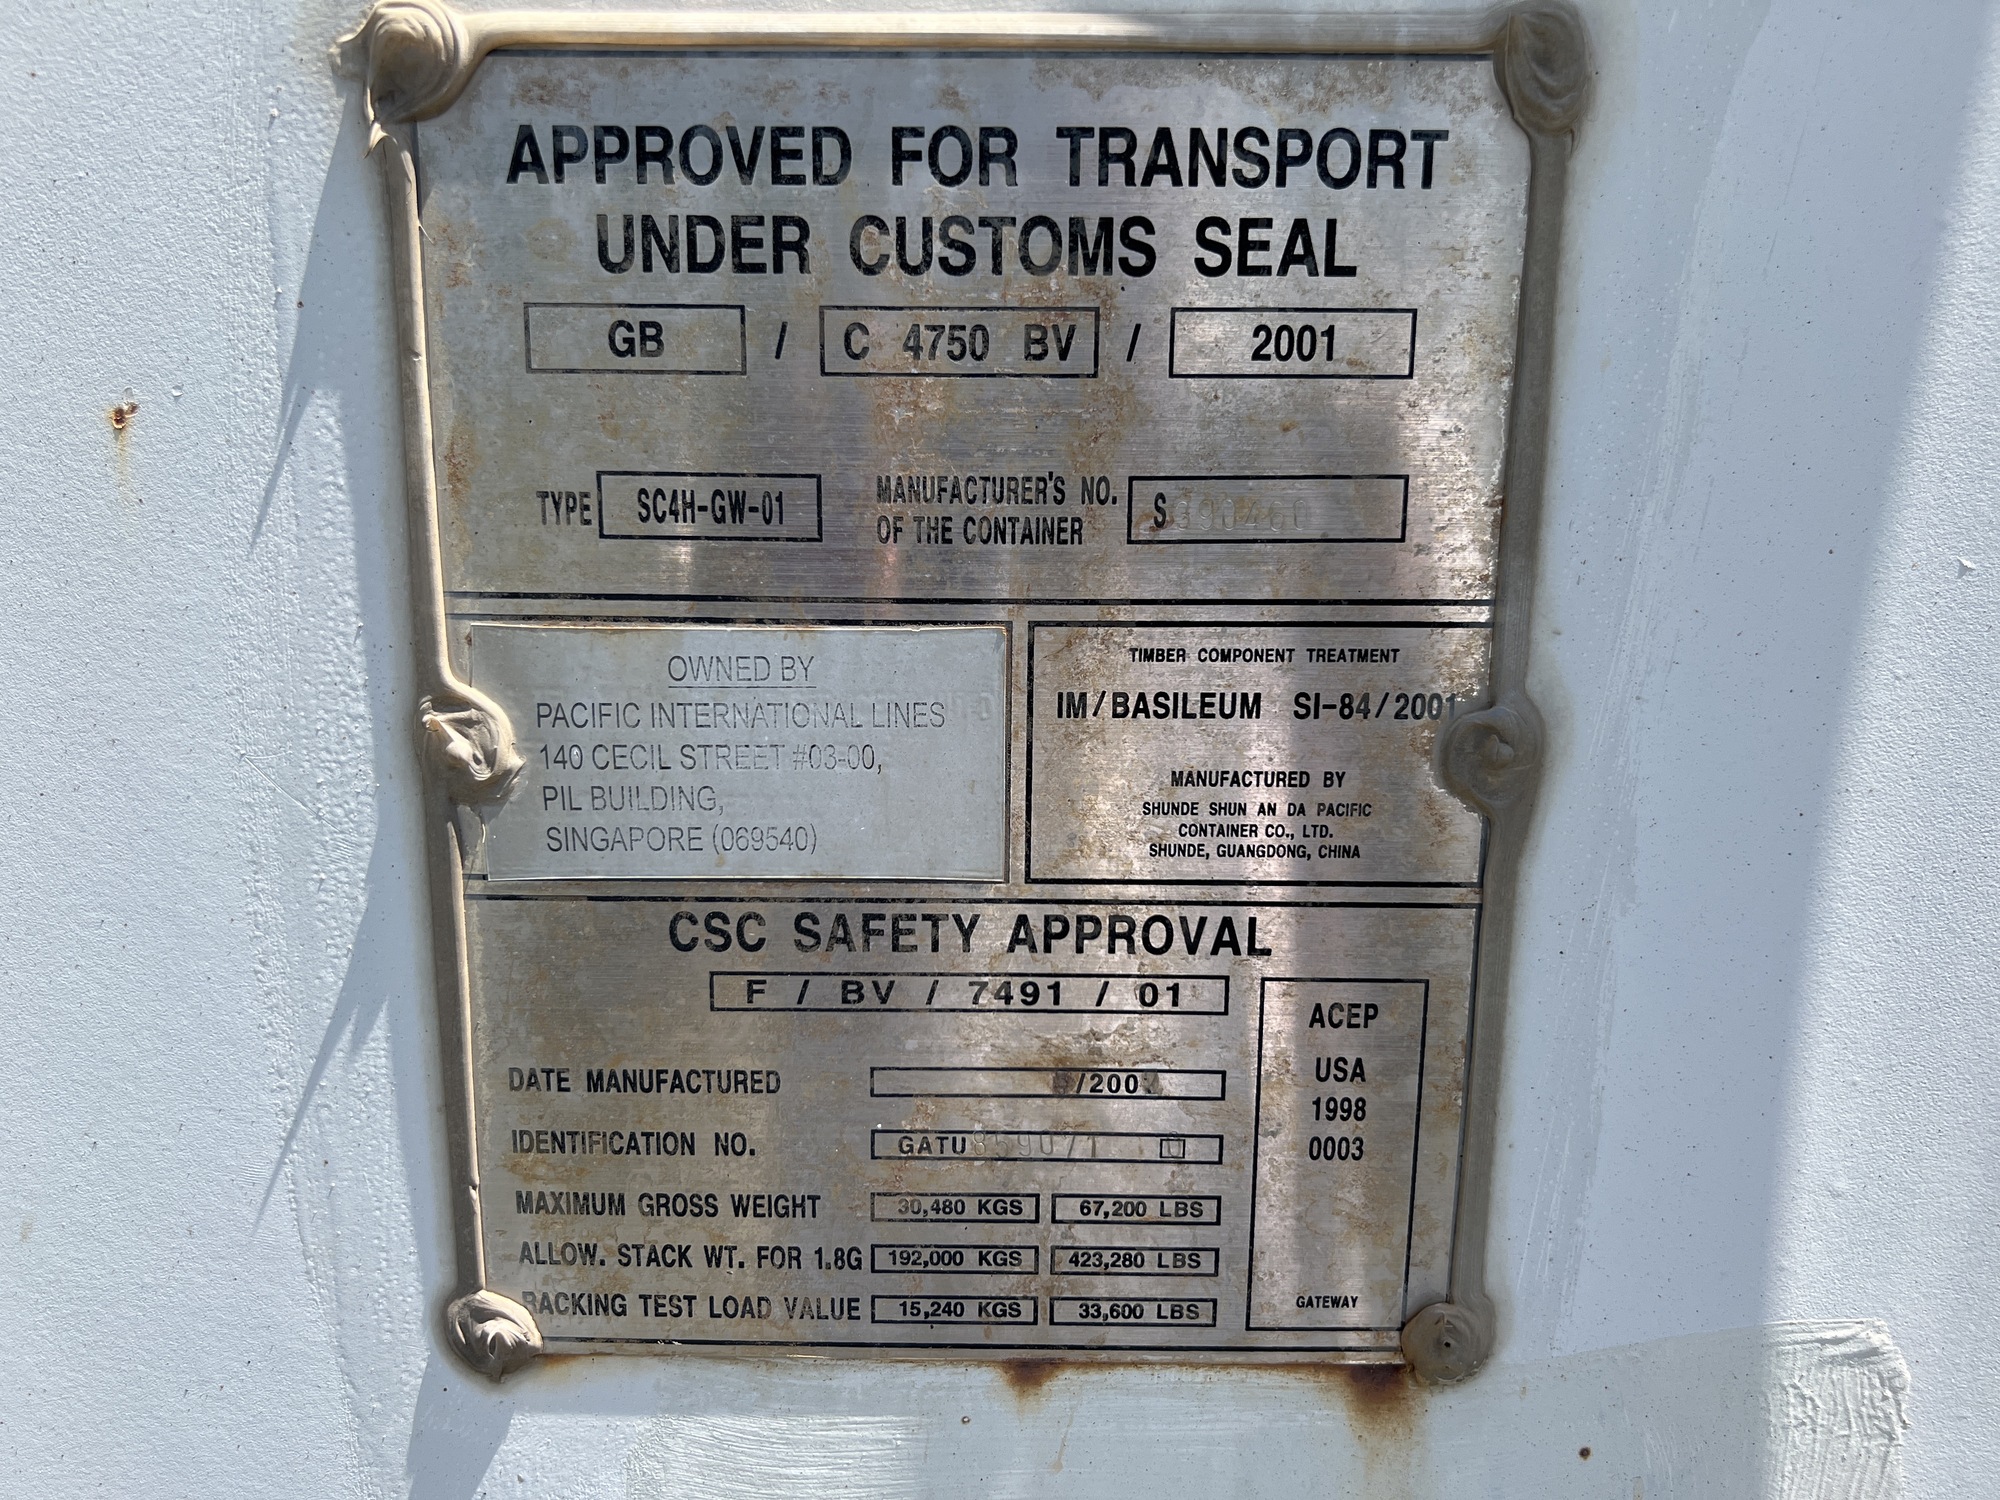 APPROVED FOR TRANSPORT
UNDER CUSTOMS SEAL
GB / C 4750 BV / 2001
TYPE SC4H-GW-01
MANUFACTURER'S NO.
OF THE CONTAINER
S
OWNED BY
PACIFIC INTERNATIONAL LINES
140 CECIL STREET #03-00,
PIL BUILDING,
SINGAPORE (069540)
TIMBER COMPONENT TREATMENT
IM/BASILEUM SI-84/2001
MANUFACTURED BY
SHUNDE SHUN AN DA PACIFIC
CONTAINER CO., LTD.
SHUNDE, GUANGDONG, CHINA
CSC SAFETY APPROVAL
F / BV / 7491 / 01
DATE MANUFACTURED
IDENTIFICATION NO. GATU
MAXIMUM GROSS WEIGHT 30,480 KGS 67,200 LBS
ALLOW. STACK WT. FOR 1.8G 192,000 KGS 423,280 LBS
RACKING TEST LOAD VALUE 15,240 KGS 33,600 LBS
ACEP
USA
1998
0003
GATEWAY